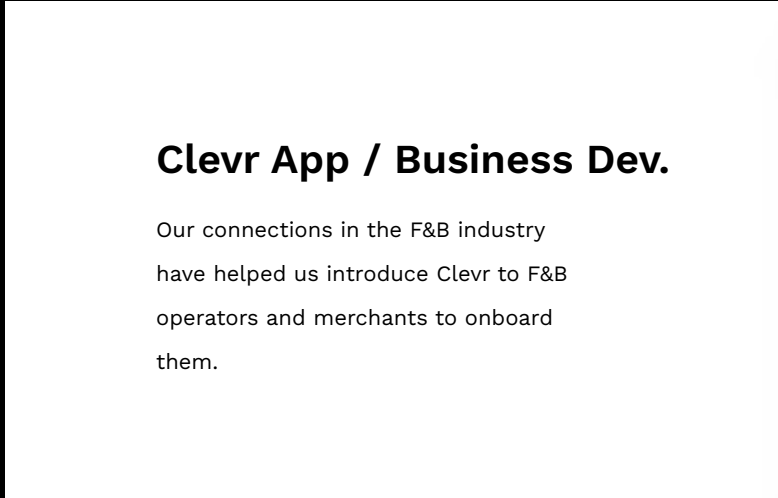 Clevr App / Business Dev.
Our connections in the F&B industry
have helped us introduce Clevr to F&B
operators and merchants to onboard
them.